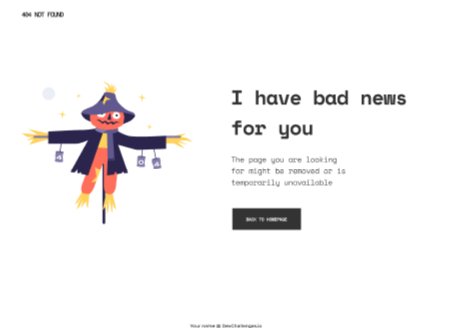 404 NOT FOUND
I have bad news
for you
The page you are looking
for might be removed or is
temporarily unavailable
BACK TO HOMEPAGE
4 0 4
Your name @ DevChallenges.io